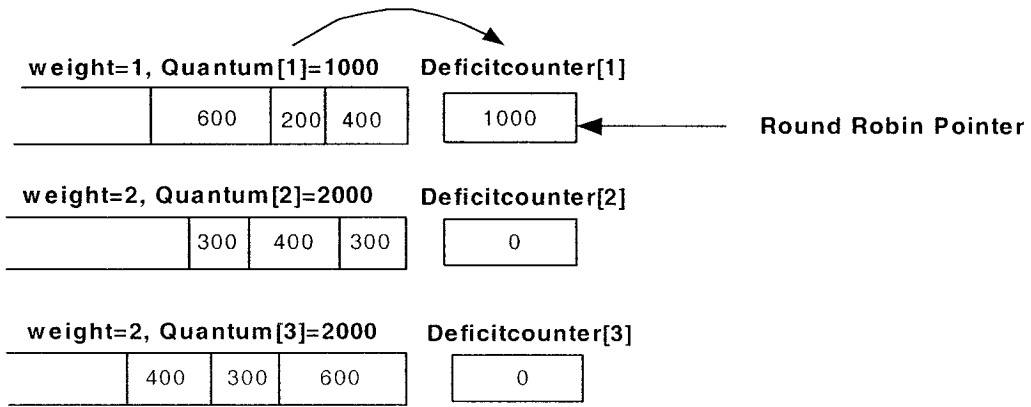 weight=1, Quantum[1]=1000 Deficitcounter[1]
600 200 400 1000 Round Robin Pointer
weight=2, Quantum[2]=2000 Deficitcounter[2]
300 400 300 0
weight=2, Quantum[3]=2000 Deficitcounter[3]
400 300 600 0